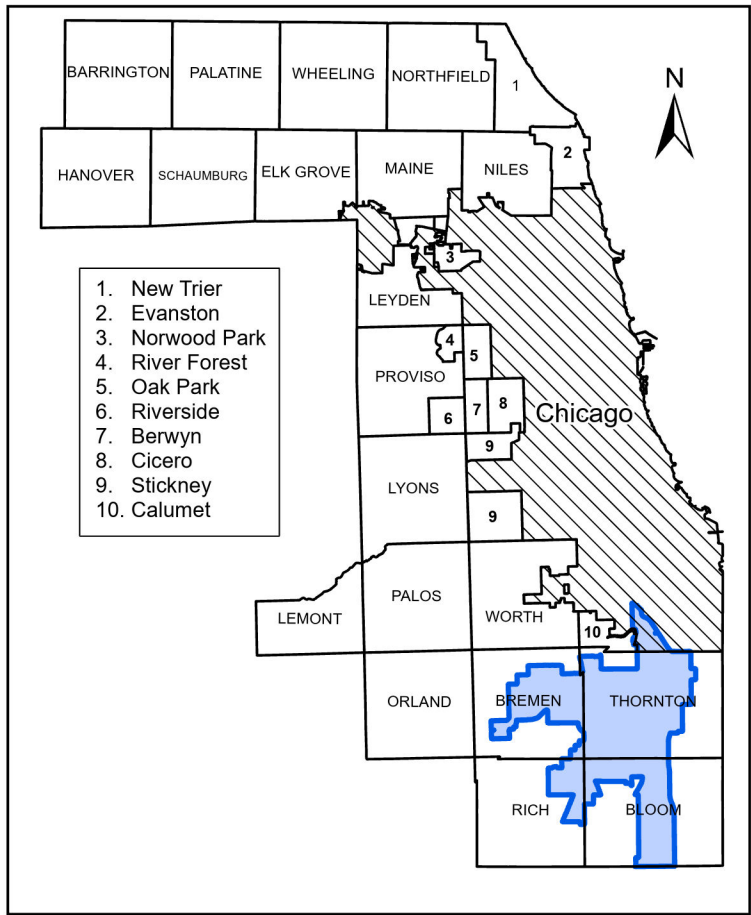 BARRINGTON PALATINE WHEELING NORTHFIELD 1
N
HANOVER SCHAUMBURG ELK GROVE MAINE NILES 2
3
1. New Trier
2. Evanston
3. Norwood Park
4. River Forest
5. Oak Park
6. Riverside
7. Berwyn
8. Cicero
9. Stickney
10. Calumet
LEYDEN
4
5
PROVISO
6
7
8
Chicago
9
LYONS
9
LEMONT PALOS WORTH 10
ORLAND BREMEN THORNTON
RICH BLOOM